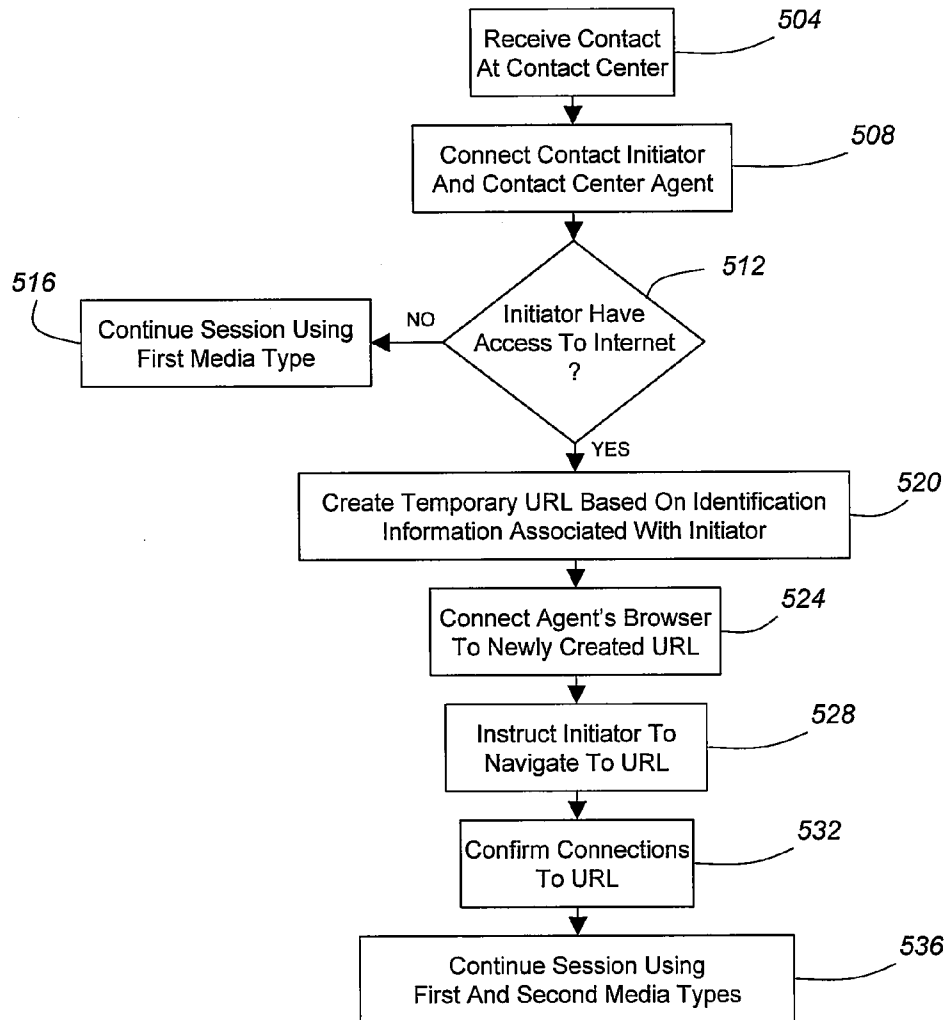 504
Receive Contact
At Contact Center
508
Connect Contact Initiator
And Contact Center Agent
512
516
Initiator Have
Access To Internet
?
NO
Continue Session Using
First Media Type
YES
520
Create Temporary URL Based On Identification
Information Associated With Initiator
524
Connect Agent's Browser
To Newly Created URL
528
Instruct Initiator To
Navigate To URL
532
Confirm Connections
To URL
536
Continue Session Using
First And Second Media Types